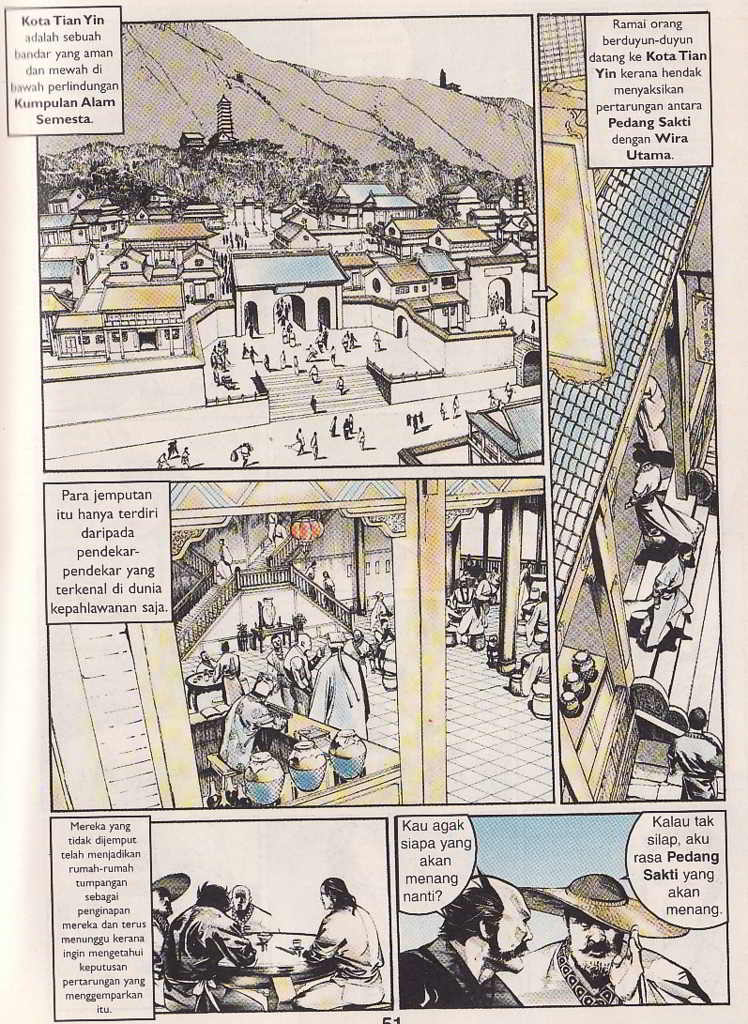 Kota Tian Yin
adalah sebuah
bandar yang aman
dan mewah di
bawah perlindungan
Kumpulan Alam
Semesta.
Ramai orang
berduyun-duyun
datang ke Kota Tian
Yin kerana hendak
menyaksikan
pertarungan antara
Pedang Sakti
dengan Wira
Utama.
Para jemputan
itu hanya terdiri
daripada
pendekar-
pendekar yang
terkenal di dunia
kepahlawanan saja.
Mereka yang
tidak dijemput
telah menjadikan
rumah-rumah
tumpangan
sebagai
penginapan
mereka dan terus
menunggu kerana
ingin mengetahui
keputusan
pertarungan yang
menggemparkan
itu.
Kau agak
siapa yang
akan
menang
nanti?
Kalau tak
silap, aku
rasa Pedang
Sakti yang
akan
menang.
51